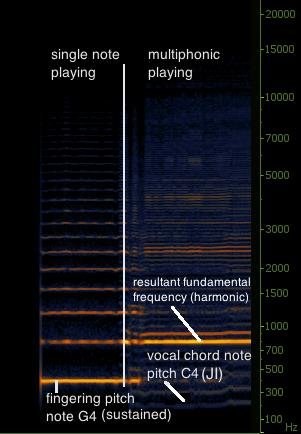 single note
playing
multiphonic
playing
20000
15000
10000
7000
5000
3000
2000
1500
1000
700
500
300
100
Hz
resultant fundamental
frequency (harmonic)
vocal chord note
pitch C4 (JI)
fingering pitch
note G4 (sustained)